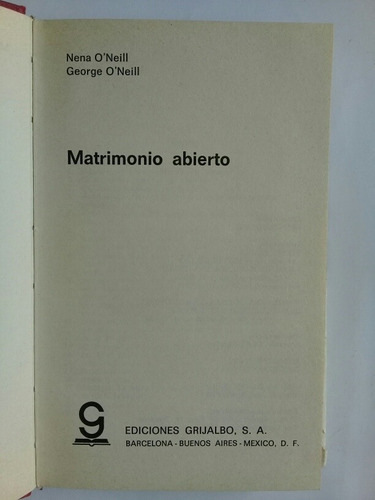 Nena O'Neill
George O'Neill
Matrimonio abierto
EDICIONES GRIJALBO, S. A.
BARCELONA - BUENOS AIRES - MEXICO, D. F.